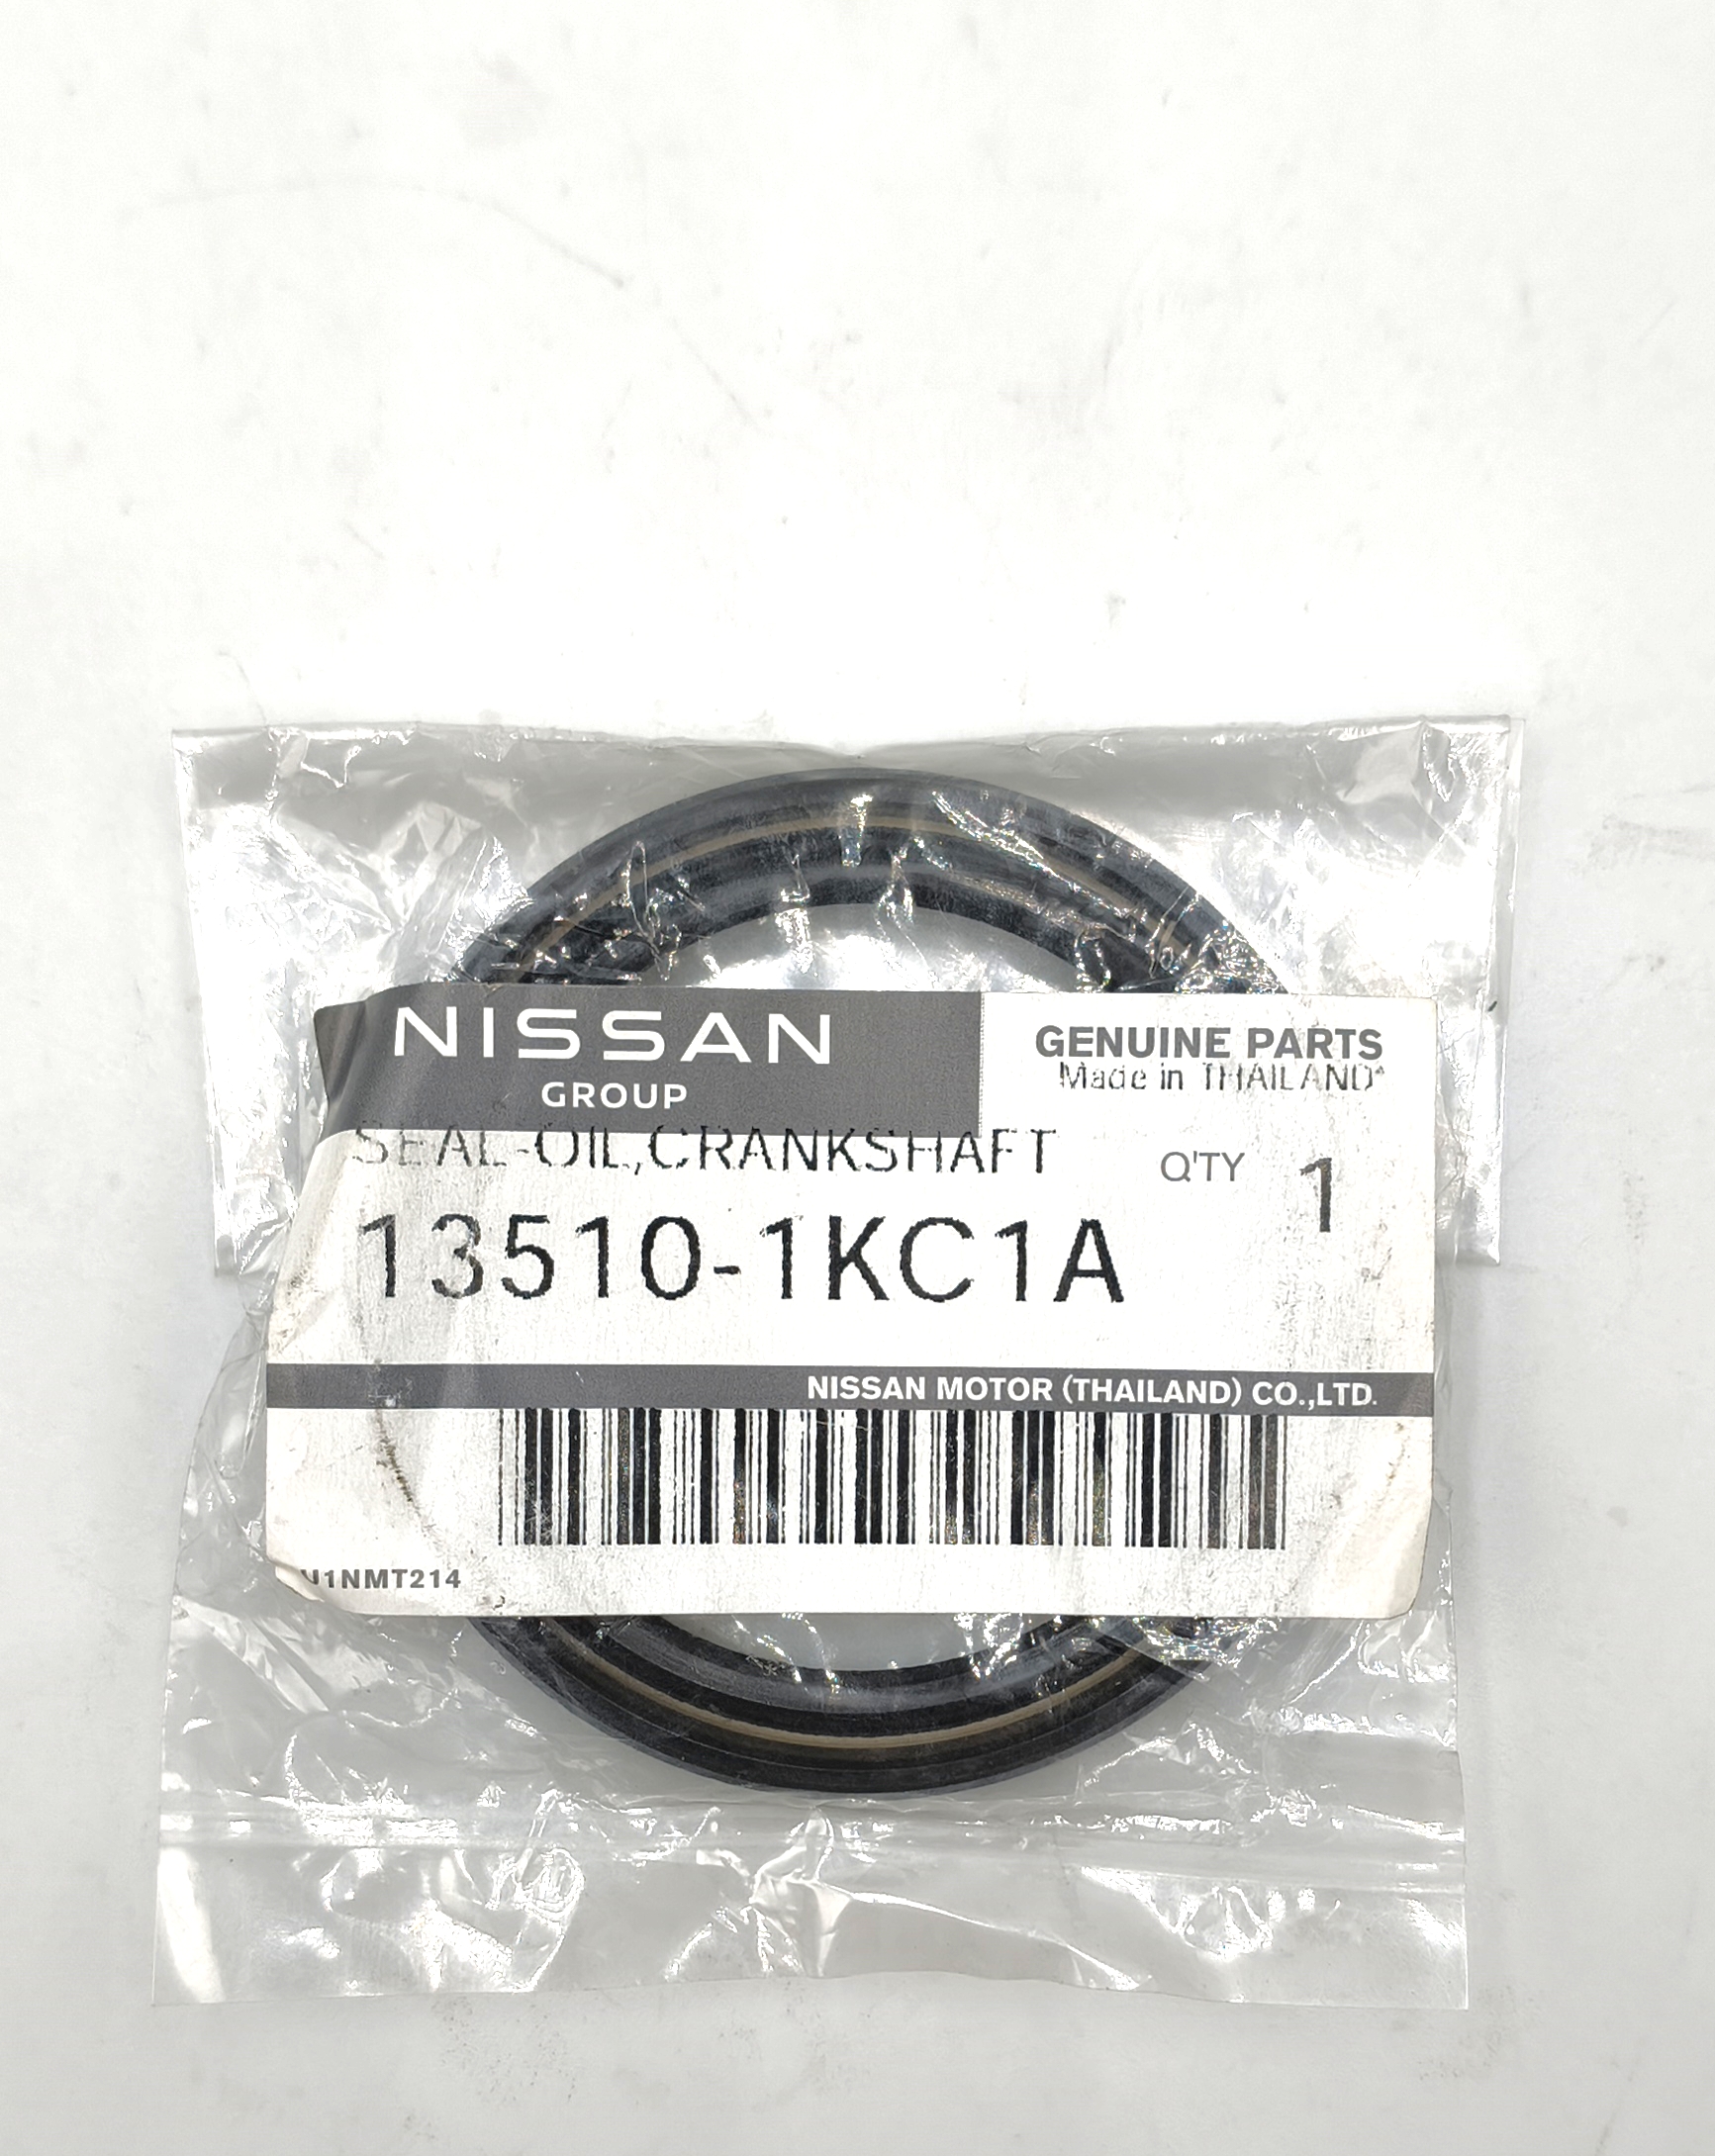 NISSAN
GROUP
GENUINE PARTS
Made in THAILAND*
SEAL-OIL,CRANKSHAFT
Q'TY 1
13510-1KC1A
NISSAN MOTOR (THAILAND) CO.,LTD.
U1NMT214